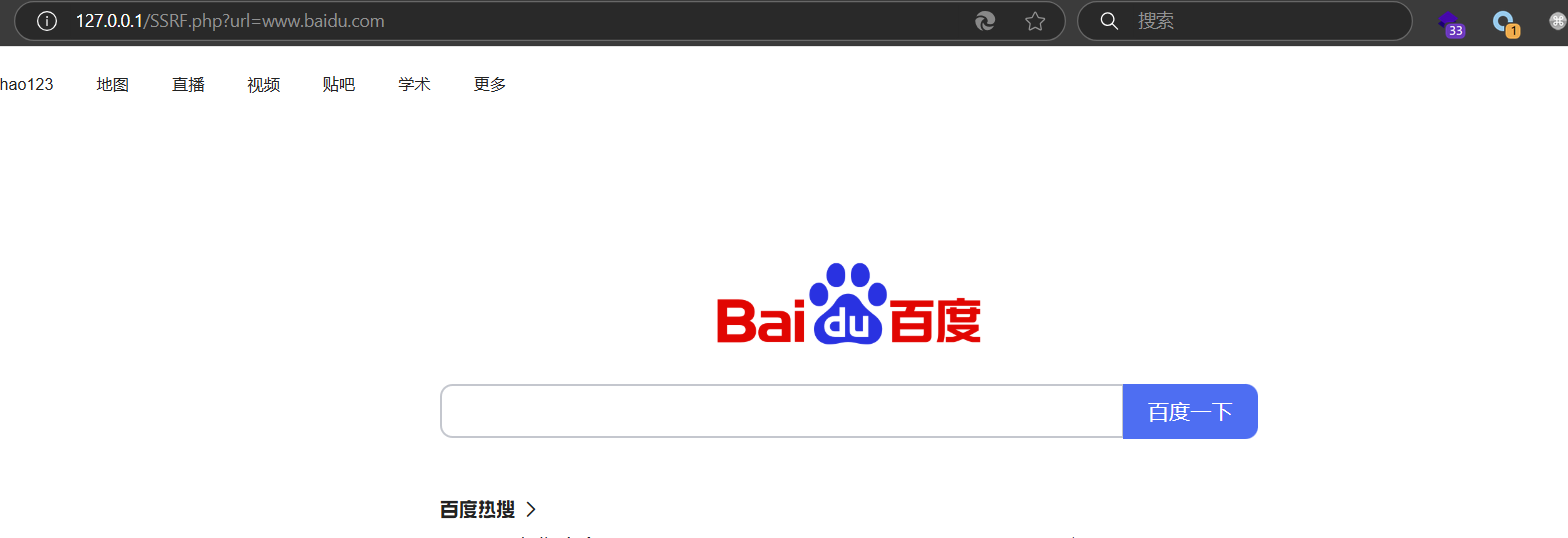 127.0.0.1/SSRF.php?url=www.baidu.com 搜索 33 1
hao123 地图 直播 视频 贴吧 学术 更多
Bai du 百度
百度一下
百度热搜